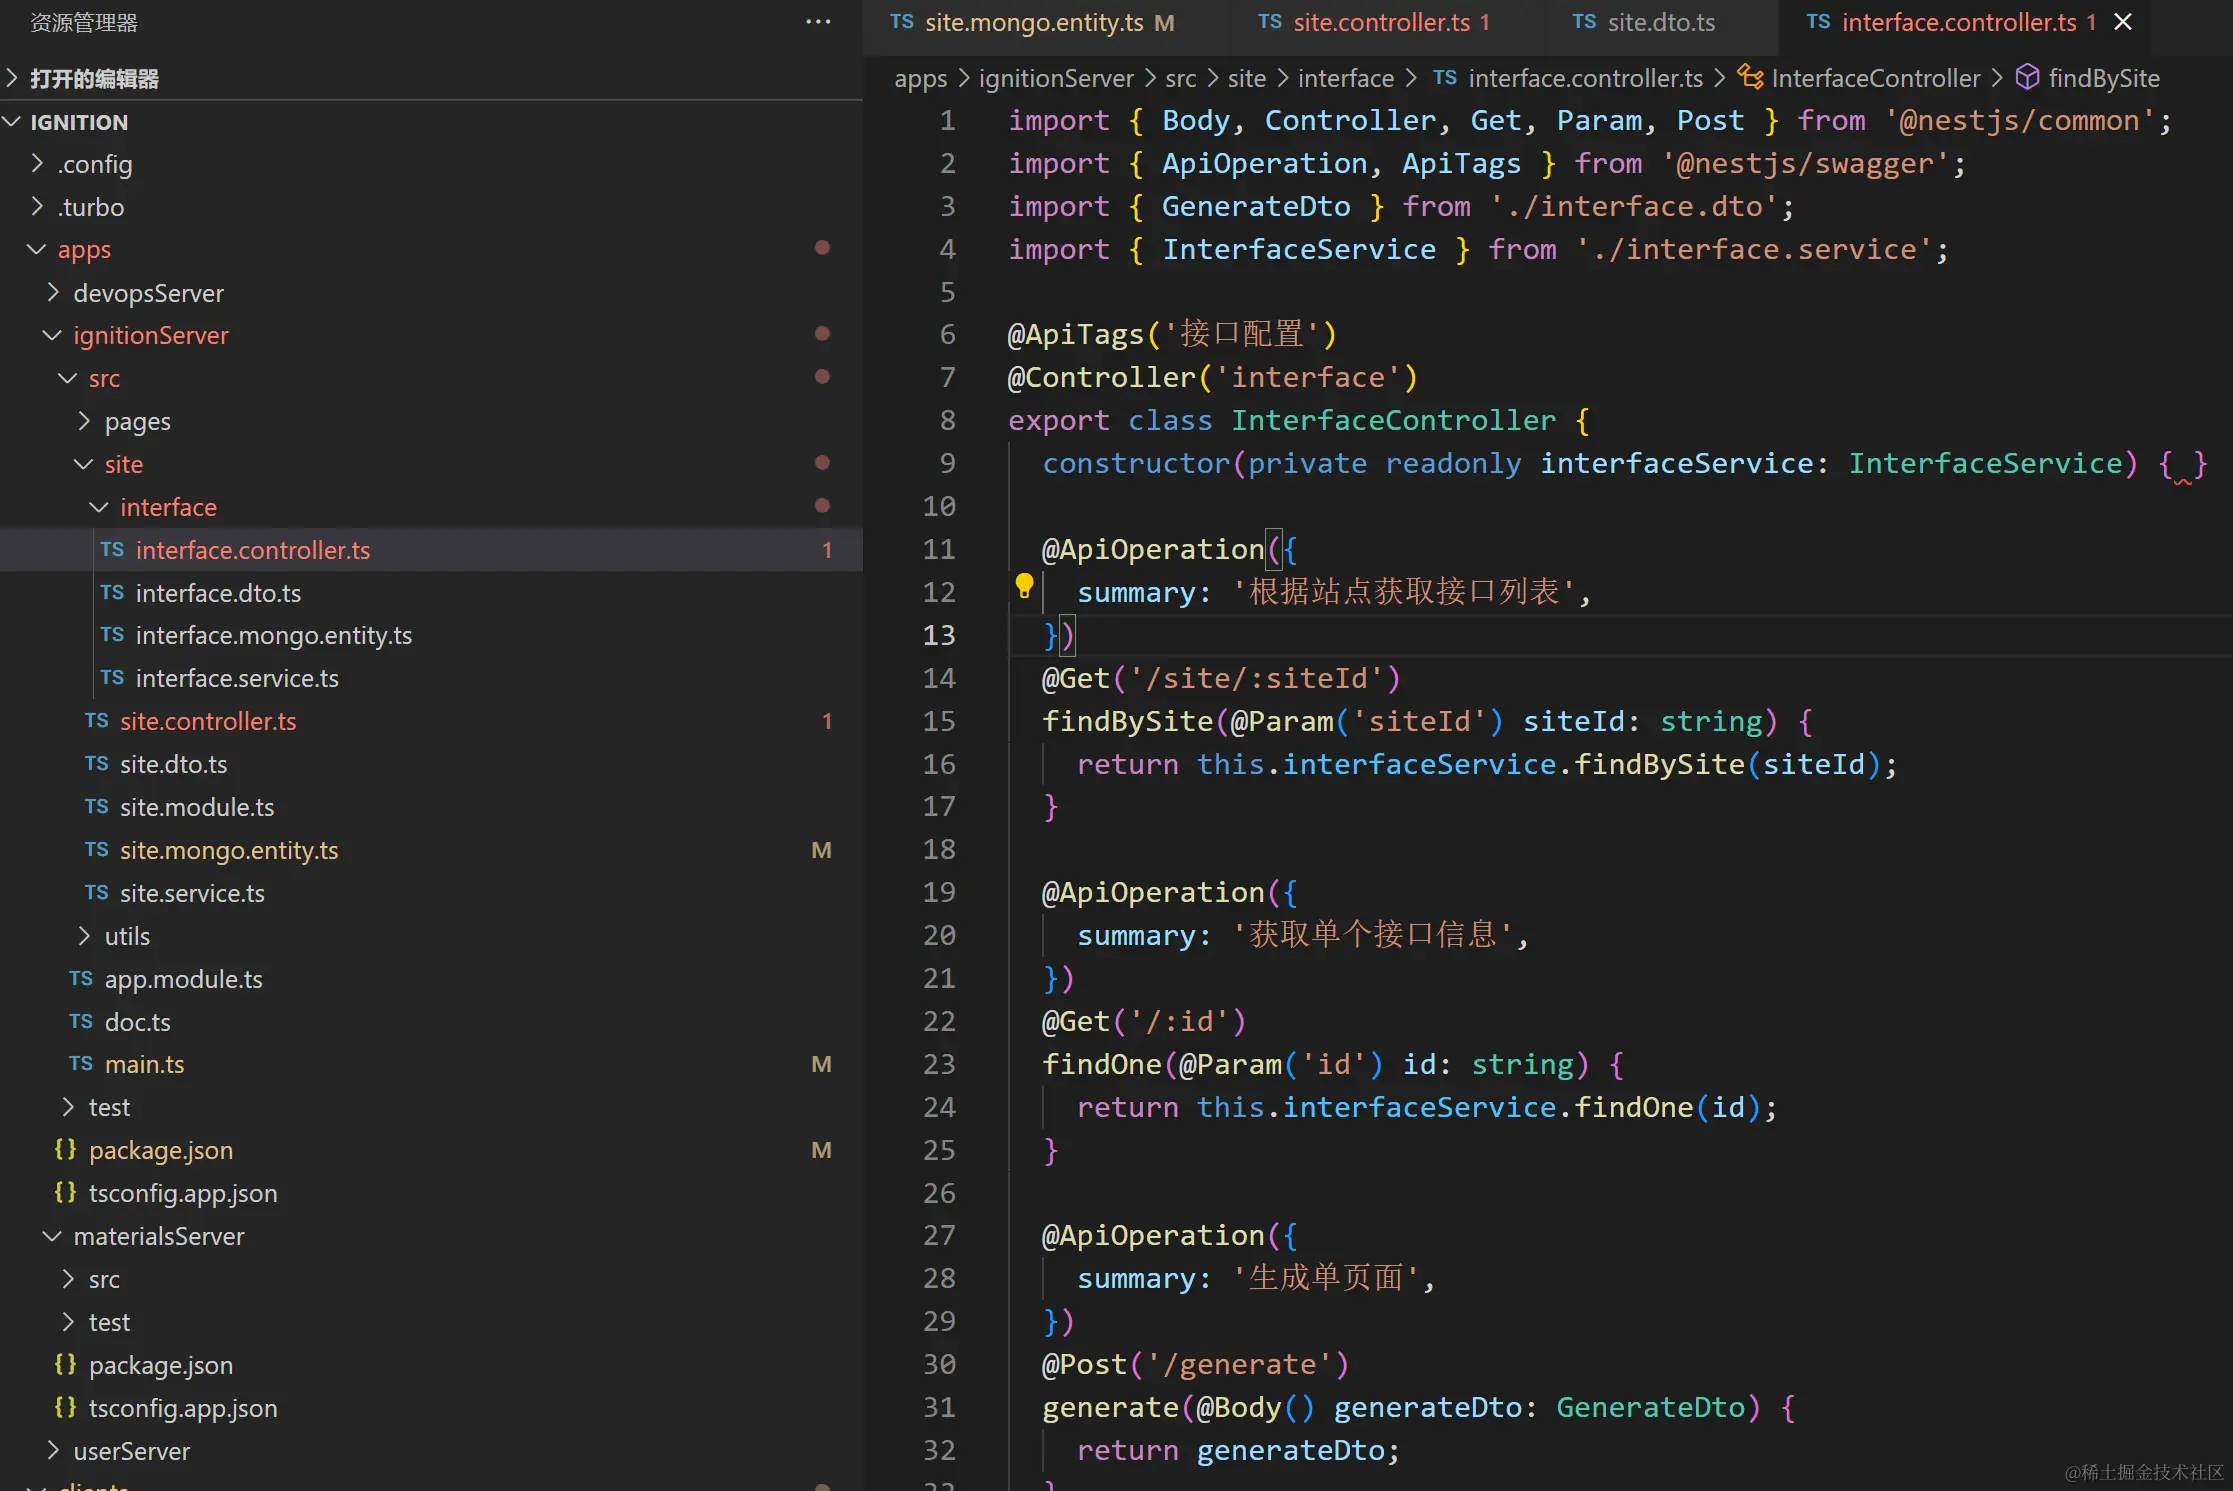 资源管理器
打开的编辑器
IGNITION
.config
.turbo
apps
devopsServer
ignitionServer
src
pages
site
interface
TS interface.controller.ts 1
TS interface.dto.ts
TS interface.mongo.entity.ts
TS interface.service.ts
TS site.controller.ts 1
TS site.dto.ts
TS site.module.ts
TS site.mongo.entity.ts M
TS site.service.ts
utils
TS app.module.ts
TS doc.ts
TS main.ts M
test
{} package.json M
{} tsconfig.app.json
materialsServer
src
test
{} package.json
{} tsconfig.app.json
userServer
clients
TS site.mongo.entity.ts M TS site.controller.ts 1 TS site.dto.ts TS interface.controller.ts 1
apps > ignitionServer > src > site > interface > TS interface.controller.ts > InterfaceController > findBySite
1 import { Body, Controller, Get, Param, Post } from '@nestjs/common';
2 import { ApiOperation, ApiTags } from '@nestjs/swagger';
3 import { GenerateDto } from './interface.dto';
4 import { InterfaceService } from './interface.service';
5
6 @ApiTags('接口配置')
7 @Controller('interface')
8 export class InterfaceController {
9 constructor(private readonly interfaceService: InterfaceService) { }
10
11 @ApiOperation({
12 summary: '根据站点获取接口列表',
13 })
14 @Get('/site/:siteId')
15 findBySite(@Param('siteId') siteId: string) {
16 return this.interfaceService.findBySite(siteId);
17 }
18
19 @ApiOperation({
20 summary: '获取单个接口信息',
21 })
22 @Get('/:id')
23 findOne(@Param('id') id: string) {
24 return this.interfaceService.findOne(id);
25 }
26
27 @ApiOperation({
28 summary: '生成单页面',
29 })
30 @Post('/generate')
31 generate(@Body() generateDto: GenerateDto) {
32 return generateDto;
33 }
@稀土掘金技术社区